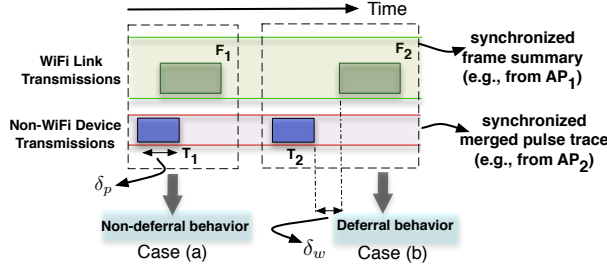 Time
WiFi Link
Transmissions
F1
F2
synchronized
frame summary
(e.g., from AP1)
Non-WiFi Device
Transmissions
T1
T2
synchronized
merged pulse trace
(e.g., from AP2)
δp
Non-deferral behavior
Case (a)
δw
Deferral behavior
Case (b)